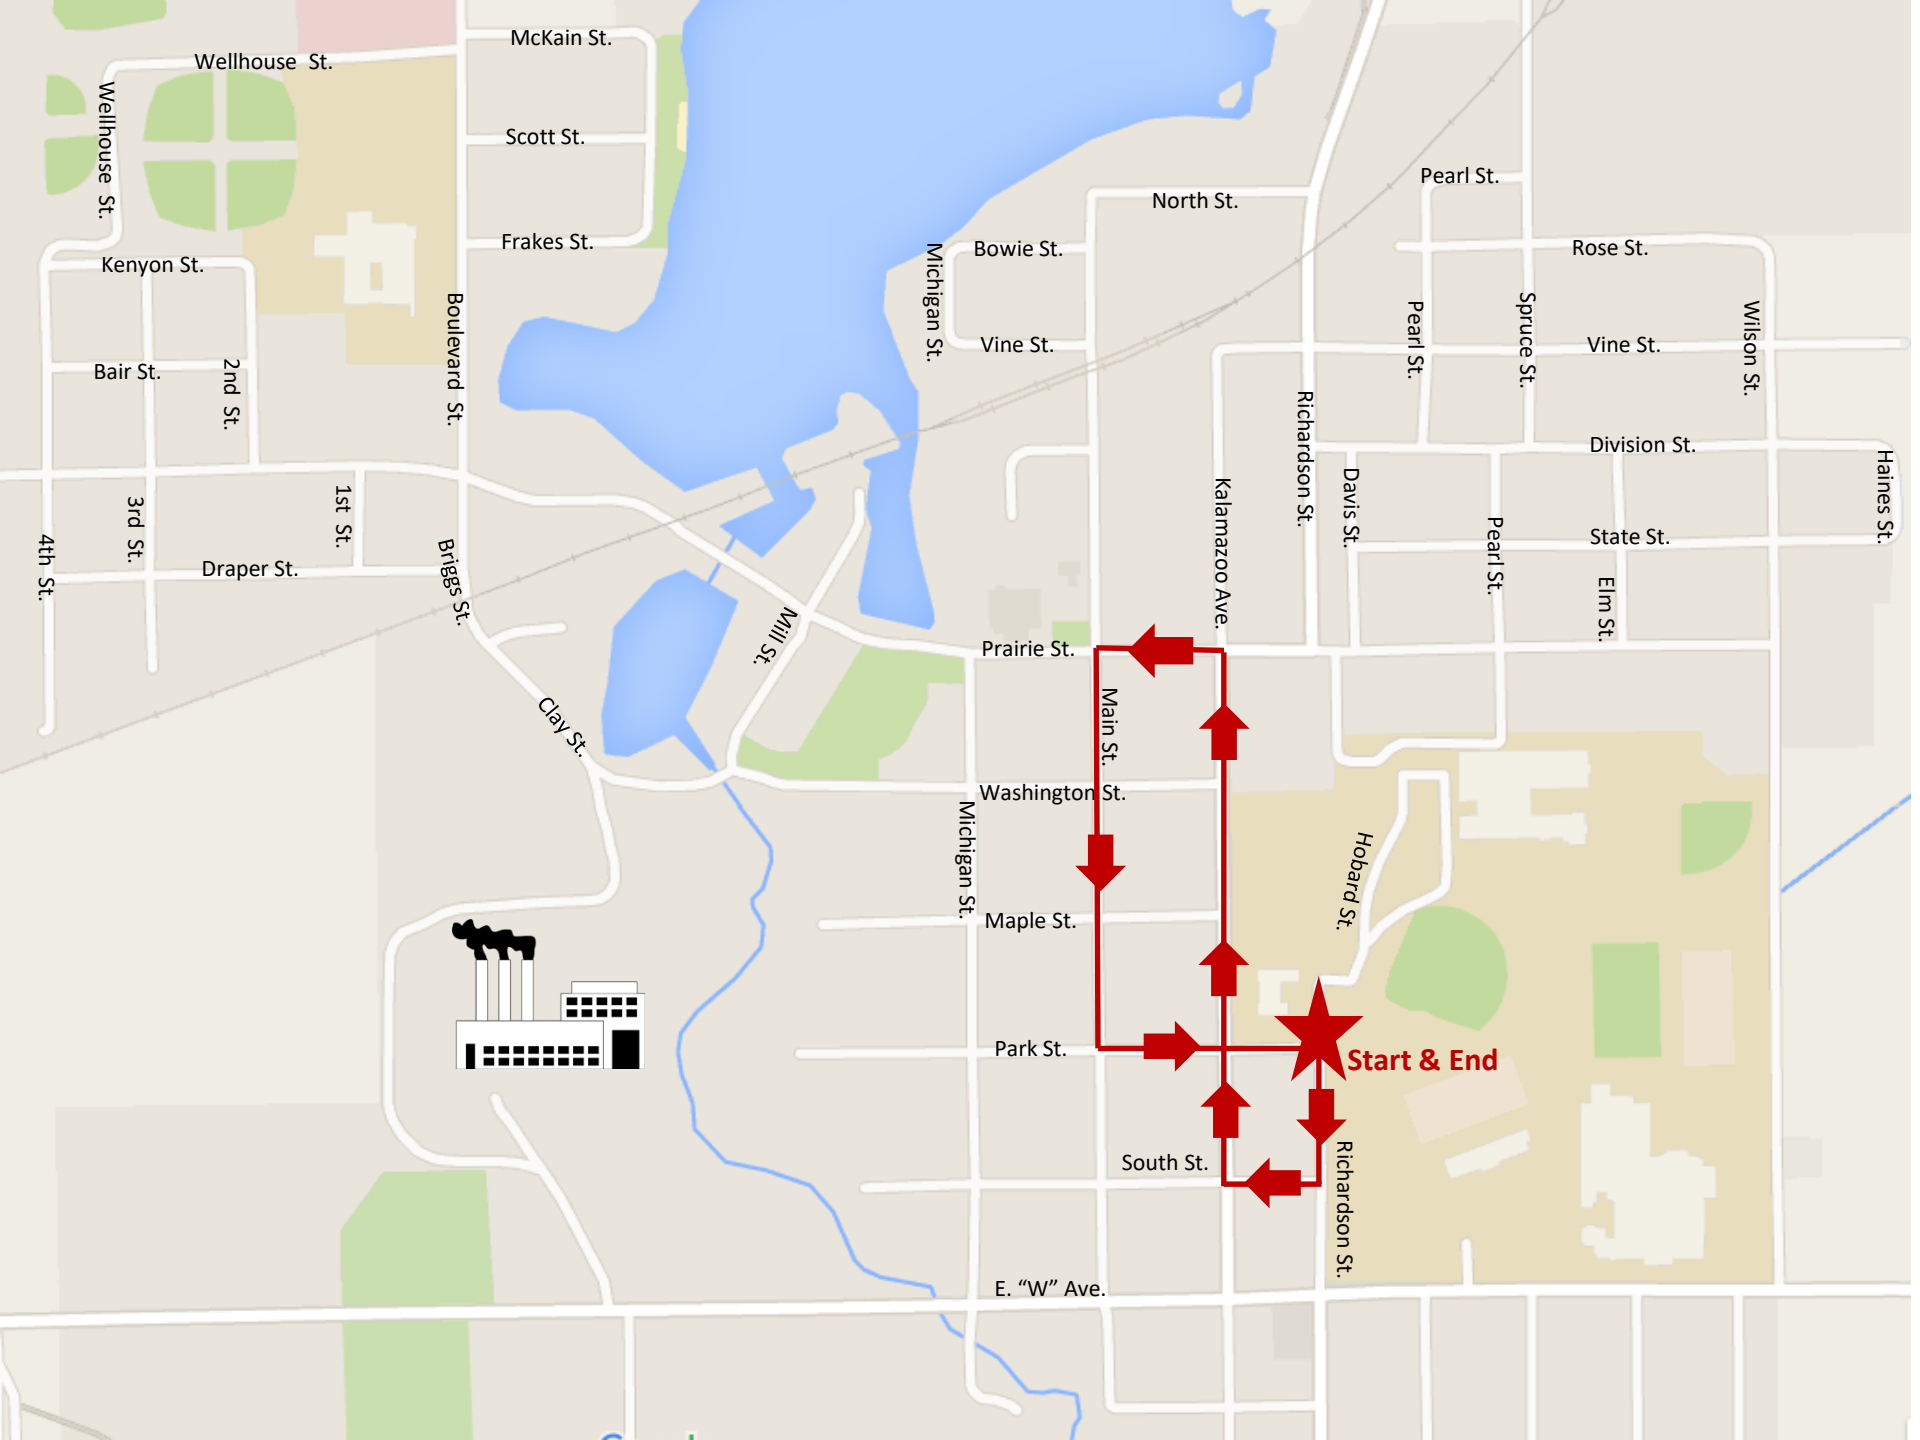 McKain St.
Wellhouse St.
Wellhouse St.
Scott St.
Pearl St.
North St.
Frakes St.
Bowie St.
Rose St.
Kenyon St.
Michigan St.
Boulevard St.
Pearl St.
Spruce St.
Wilson St.
Vine St.
Vine St.
Bair St.
2nd St.
Richardson St.
Division St.
Kalamazoo Ave.
Davis St.
Haines St.
1st St.
3rd St.
4th St.
Pearl St.
State St.
Draper St.
Briggs St.
Elm St.
Mill St.
Prairie St.
Main St.
Clay St.
Washington St.
Michigan St.
Hobard St.
Maple St.
Park St.
Start & End
South St.
Richardson St.
E. “W” Ave.